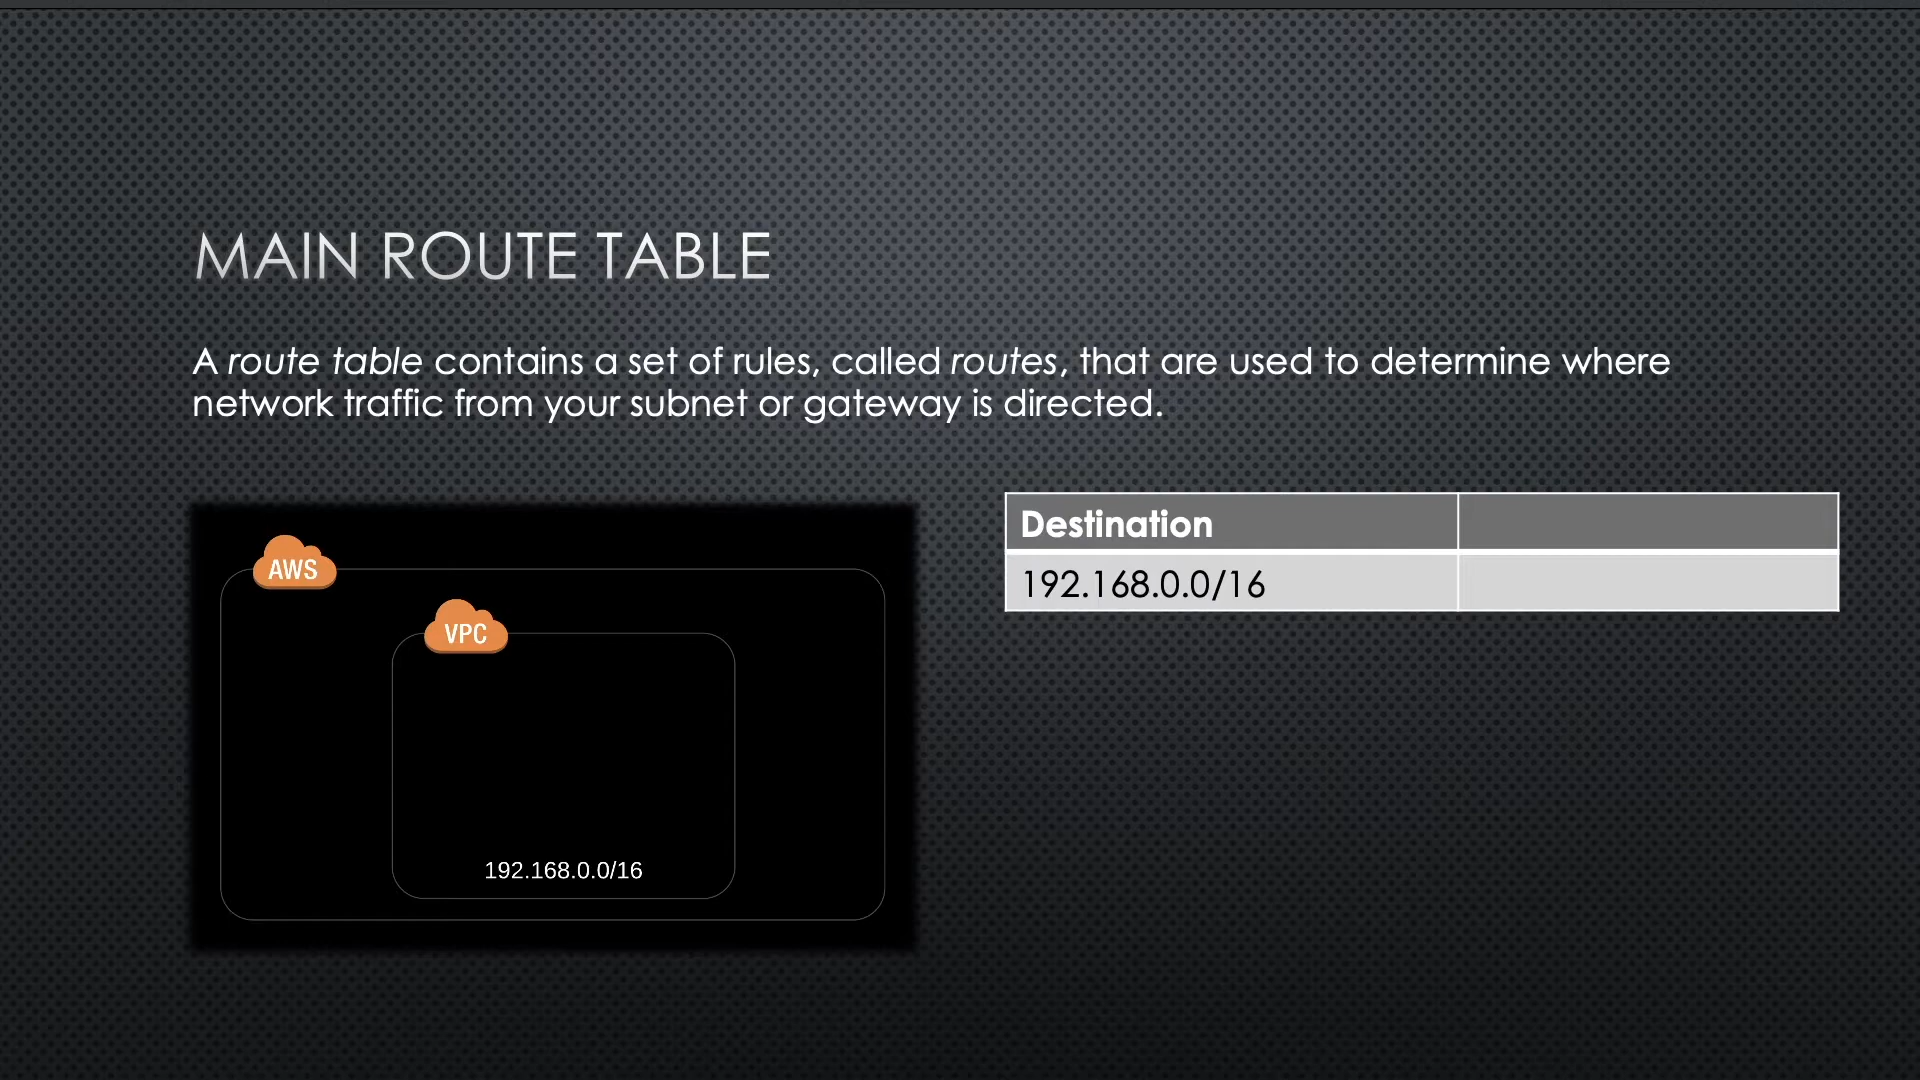 MAIN ROUTE TABLE
A route table contains a set of rules, called routes, that are used to determine where
network traffic from your subnet or gateway is directed.
AWS
VPC
192.168.0.0/16
Destination
192.168.0.0/16